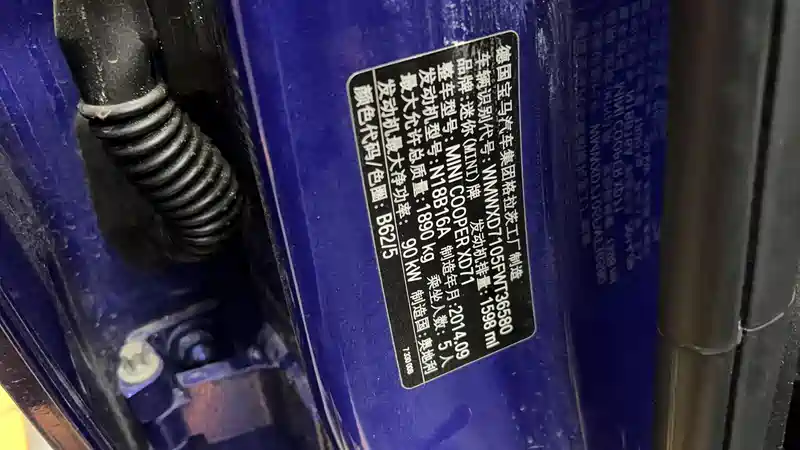 德国宝马汽车集团格拉茨工厂 制造
车辆识别代号: WMWXD7105FWT36580
品牌: 迷你(MINI)牌 发动机排量: 1598 ml
整车型号: MINI COOPER XD71
发动机型号: N18B16A 制造年月: 2014.09
最大允许总质量: 1890 kg 乘坐人数: 5 人
发动机最大净功率: 90 kW 制造国: 奥地利
颜色代码/色圈: B62/5